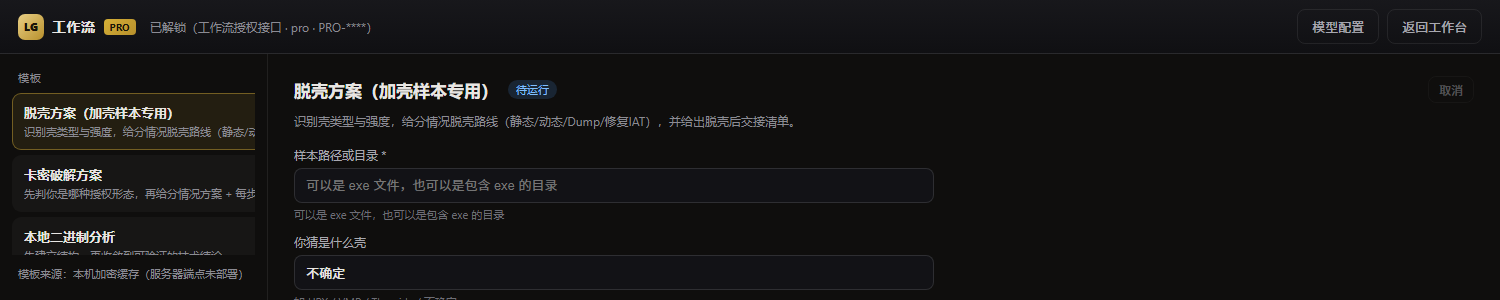 LG 工作流 PRO 已解锁（工作流授权接口 · pro · PRO-****） 模型配置 返回工作台
模板
脱壳方案（加壳样本专用）
识别壳类型与强度，给分情况脱壳路线（静态/动
卡密破解方案
先判你是哪种授权形态，再给分情况方案 + 每步
本地二进制分析
模板来源：本机加密缓存（服务器端点未部署）
脱壳方案（加壳样本专用） 待运行 取消
识别壳类型与强度，给分情况脱壳路线（静态/动态/Dump/修复IAT），并给出脱壳后交接清单。
样本路径或目录 *
可以是 exe 文件，也可以是包含 exe 的目录
可以是 exe 文件，也可以是包含 exe 的目录
你猜是什么壳
不确定